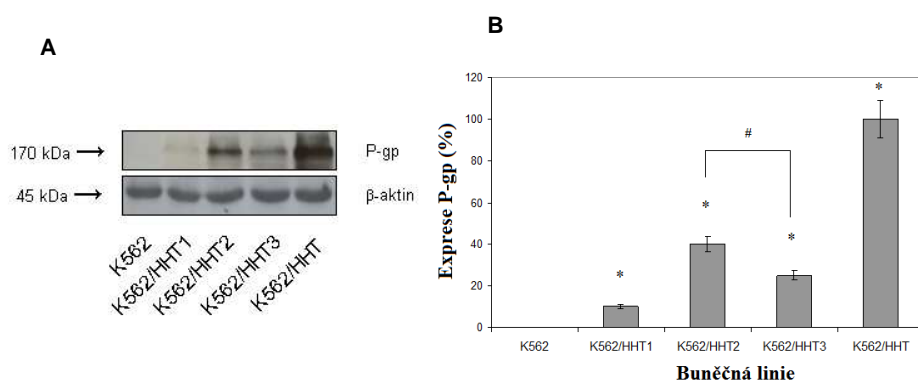 A
170 kDa
45 kDa
P-gp
β-aktin
K562
K562/HHT1
K562/HHT2
K562/HHT3
K562/HHT
B
Exprese P-gp (%)
120
100
80
60
40
20
0
*
*
*
*
#
K562
K562/HHT1
K562/HHT2
K562/HHT3
K562/HHT
Buněčná linie